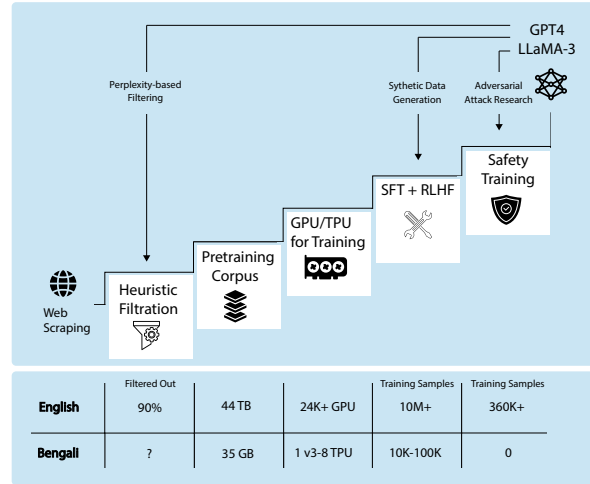 GPT4
LLaMA-3
Perplexity-based
Filtering
Sythetic Data
Generation
Adversarial
Attack Research
Safety
Training
SFT + RLHF
GPU/TPU
for Training
Pretraining
Corpus
Heuristic
Filtration
Web
Scraping
Filtered Out
Training Samples
Training Samples
English
90%
44 TB
24K+ GPU
10M+
360K+
Bengali
?
35 GB
1 v3-8 TPU
10K-100K
0